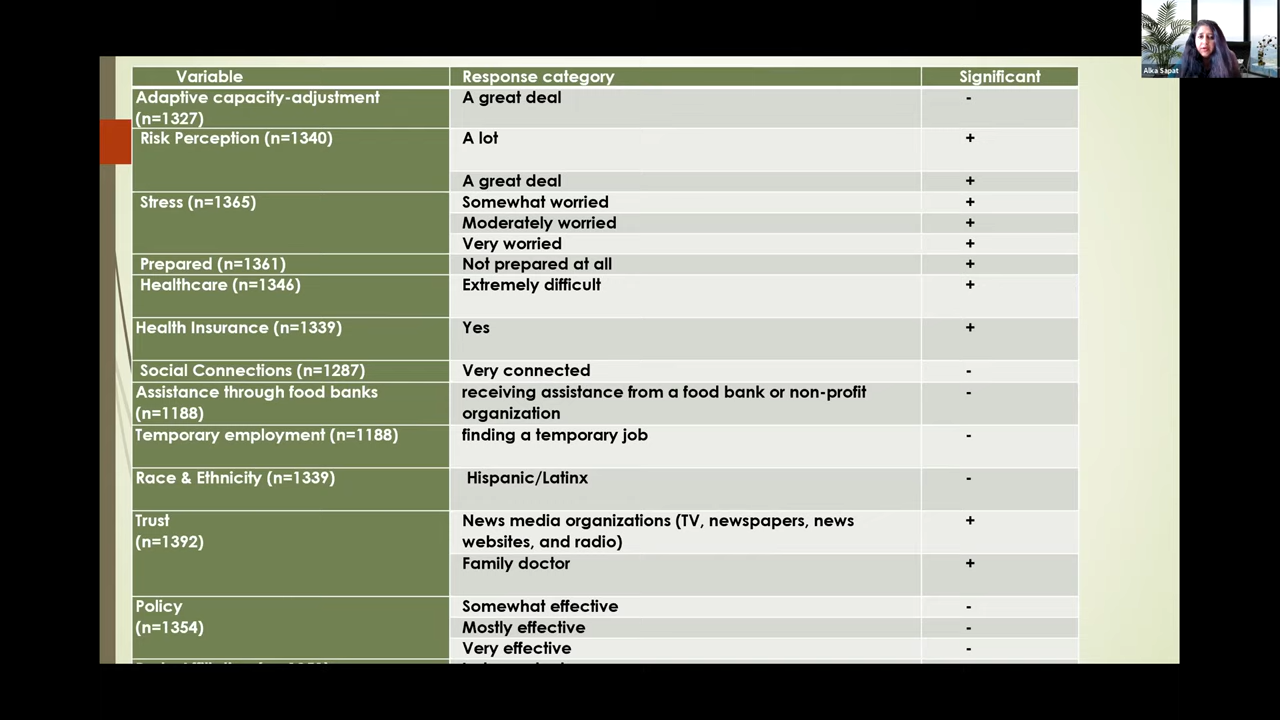 Alka Sapat
Variable Response category Significant
Adaptive capacity-adjustment A great deal -
(n=1327)
Risk Perception (n=1340) A lot +
A great deal +
Stress (n=1365) Somewhat worried +
Moderately worried +
Very worried +
Prepared (n=1361) Not prepared at all +
Healthcare (n=1346) Extremely difficult +
Health Insurance (n=1339) Yes +
Social Connections (n=1287) Very connected -
Assistance through food banks receiving assistance from a food bank or non-profit -
(n=1188) organization
Temporary employment (n=1188) finding a temporary job -
Race & Ethnicity (n=1339) Hispanic/Latinx -
Trust News media organizations (TV, newspapers, news +
(n=1392) websites, and radio)
Family doctor +
Policy Somewhat effective -
(n=1354) Mostly effective -
Very effective -